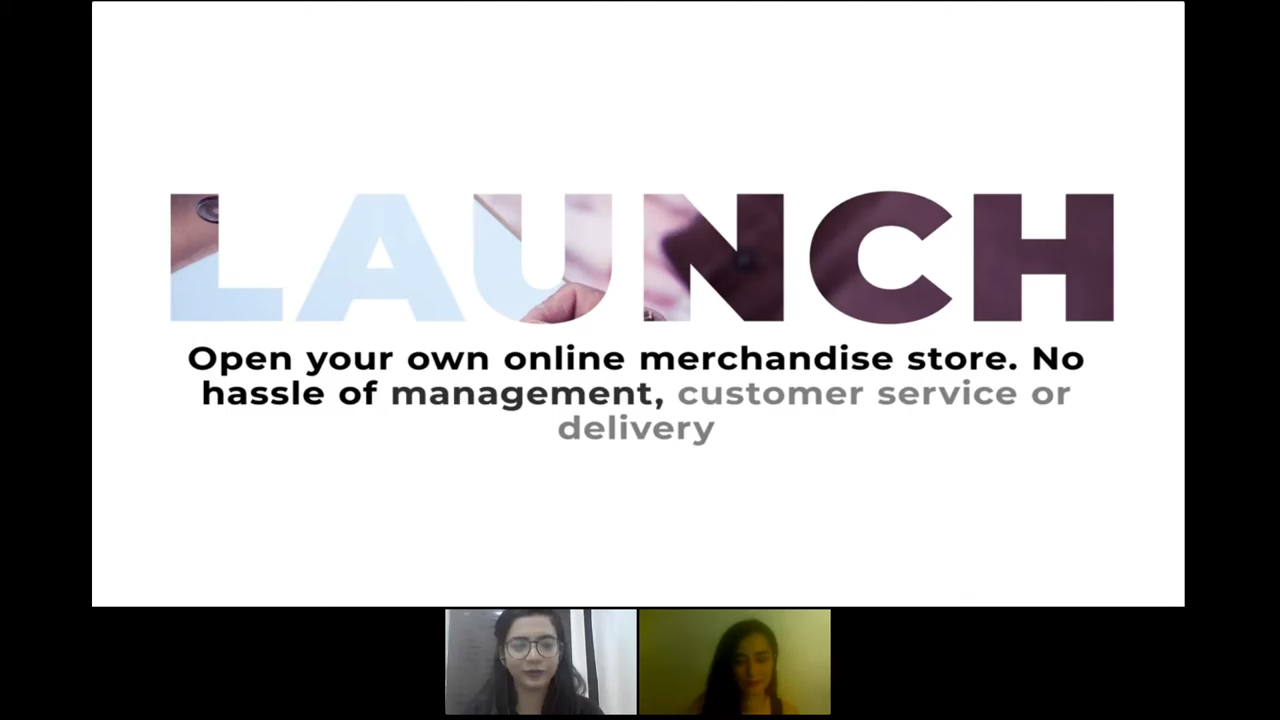 LAUNCH
Open your own online merchandise store. No
hassle of management, customer service or
delivery